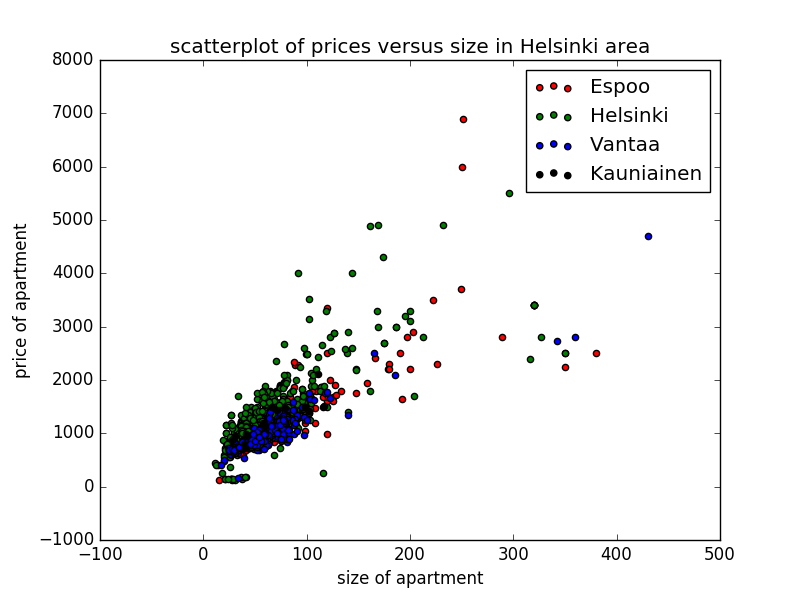 scatterplot of prices versus size in Helsinki area
8000
7000
6000
5000
4000
3000
2000
1000
0
−1000
price of apartment
Espoo
Helsinki
Vantaa
Kauniainen
−100
0
100
200
300
400
500
size of apartment